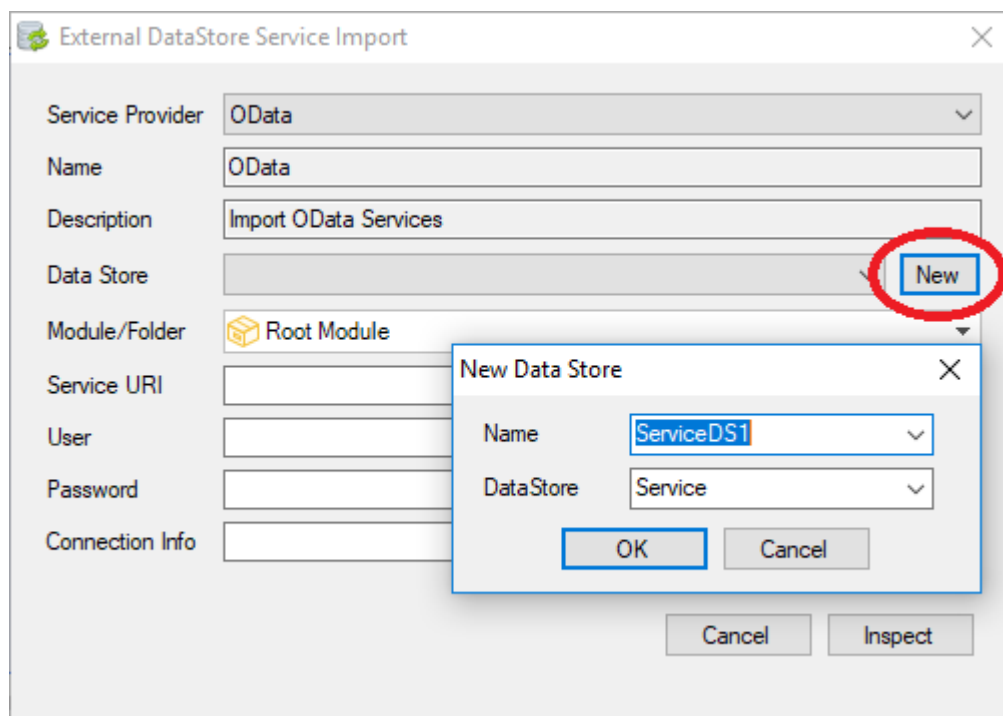 External DataStore Service Import
Service Provider OData
Name OData
Description Import OData Services
Data Store New
Module/Folder Root Module
Service URI
User
Password
Connection Info
New Data Store
Name ServiceDS1
DataStore Service
OK Cancel
Cancel Inspect